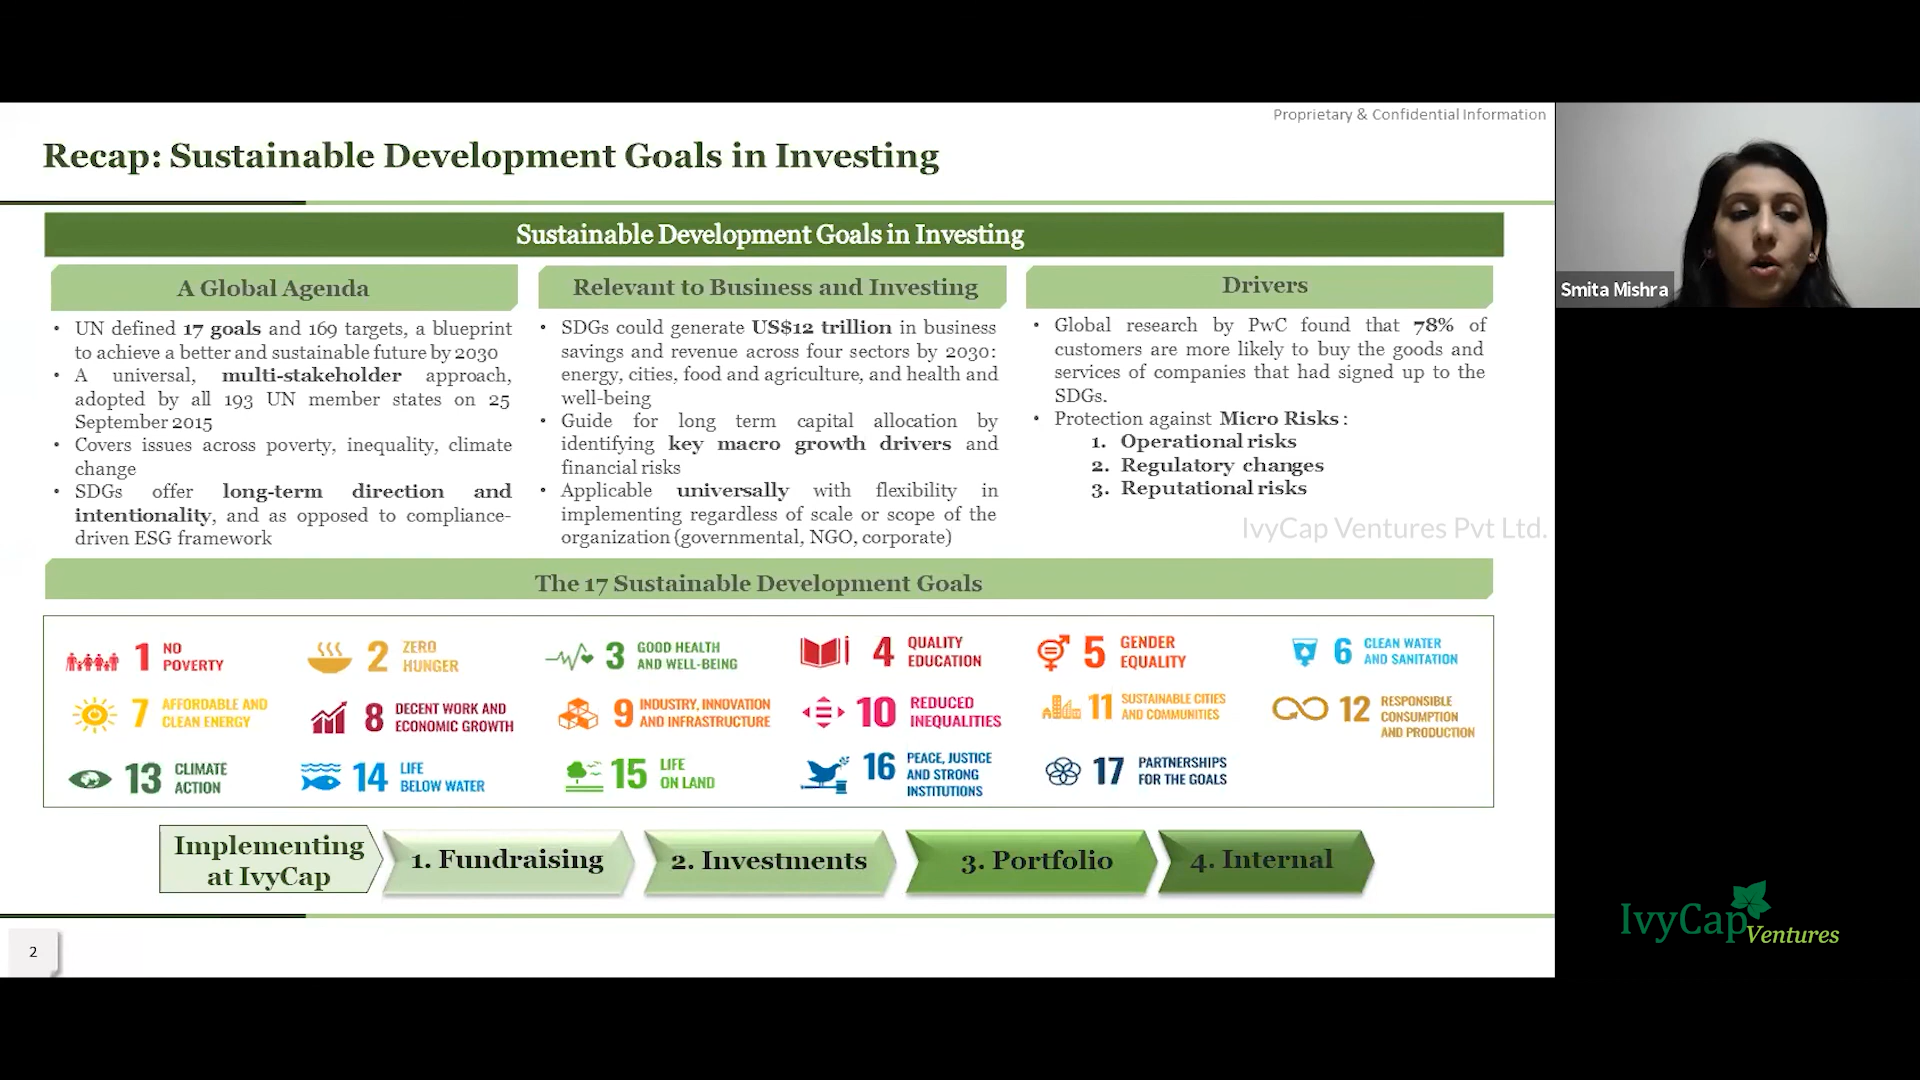 Proprietary & Confidential Information
Recap: Sustainable Development Goals in Investing
Sustainable Development Goals in Investing
A Global Agenda
• UN defined 17 goals and 169 targets, a blueprint
to achieve a better and sustainable future by 2030
• A universal, multi-stakeholder approach,
adopted by all 193 UN member states on 25
September 2015
• Covers issues across poverty, inequality, climate
change
• SDGs offer long-term direction and
intentionality, and as opposed to compliance-
driven ESG framework
Relevant to Business and Investing
• SDGs could generate US$12 trillion in business
savings and revenue across four sectors by 2030:
energy, cities, food and agriculture, and health and
well-being
• Guide for long term capital allocation by
identifying key macro growth drivers and
financial risks
• Applicable universally with flexibility in
implementing regardless of scale or scope of the
organization (governmental, NGO, corporate)
Drivers
• Global research by PwC found that 78% of
customers are more likely to buy the goods and
services of companies that had signed up to the
SDGs.
• Protection against Micro Risks:
1. Operational risks
2. Regulatory changes
3. Reputational risks
IvyCap Ventures Pvt Ltd.
The 17 Sustainable Development Goals
1 NO
POVERTY
2 ZERO
HUNGER
3 GOOD HEALTH
AND WELL-BEING
4 QUALITY
EDUCATION
5 GENDER
EQUALITY
6 CLEAN WATER
AND SANITATION
7 AFFORDABLE AND
CLEAN ENERGY
8 DECENT WORK AND
ECONOMIC GROWTH
9 INDUSTRY, INNOVATION
AND INFRASTRUCTURE
10 REDUCED
INEQUALITIES
11 SUSTAINABLE CITIES
AND COMMUNITIES
12 RESPONSIBLE
CONSUMPTION
AND PRODUCTION
13 CLIMATE
ACTION
14 LIFE
BELOW WATER
15 LIFE
ON LAND
16 PEACE, JUSTICE
AND STRONG
INSTITUTIONS
17 PARTNERSHIPS
FOR THE GOALS
Implementing
at IvyCap
1. Fundraising
2. Investments
3. Portfolio
4. Internal
2
Smita Mishra
IvyCap
Ventures